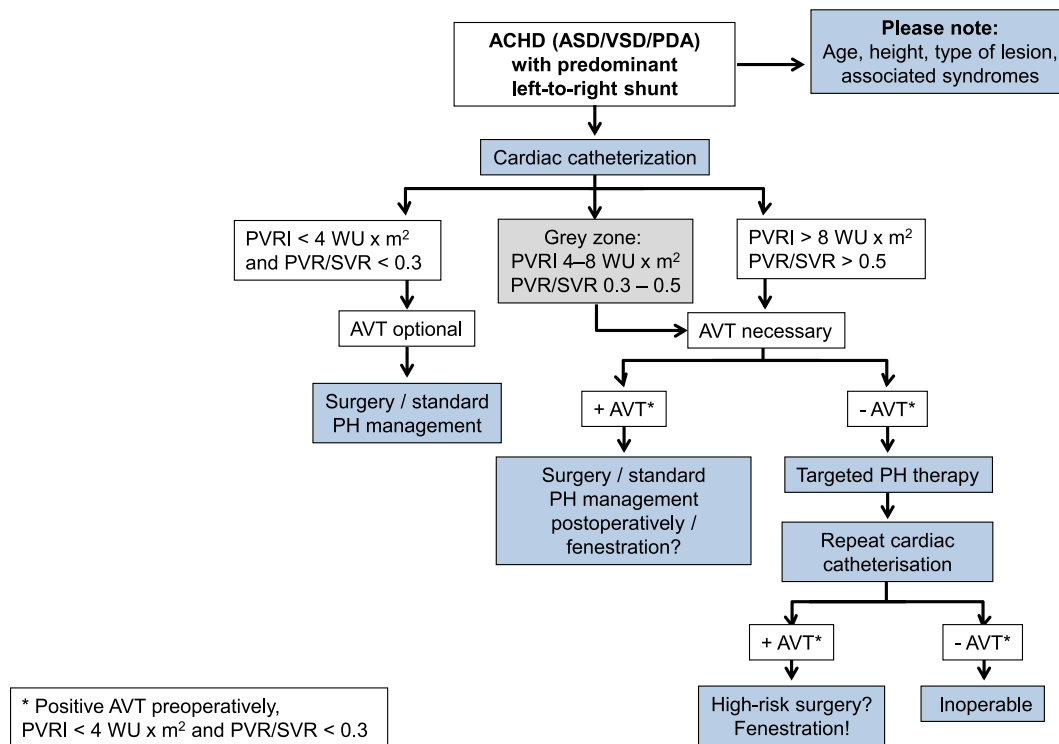 ACHD (ASD/VSD/PDA)
with predominant
left-to-right shunt
Please note:
Age, height, type of lesion,
associated syndromes
Cardiac catheterization
PVRI < 4 WU x m²
and PVR/SVR < 0.3
Grey zone:
PVRI 4–8 WU x m²
PVR/SVR 0.3 – 0.5
PVRI > 8 WU x m²
PVR/SVR > 0.5
AVT optional
AVT necessary
Surgery / standard
PH management
+ AVT*
- AVT*
Surgery / standard
PH management
postoperatively /
fenestration?
Targeted PH therapy
Repeat cardiac
catheterisation
+ AVT*
- AVT*
High-risk surgery?
Fenestration!
Inoperable
* Positive AVT preoperatively,
PVRI < 4 WU x m² and PVR/SVR < 0.3